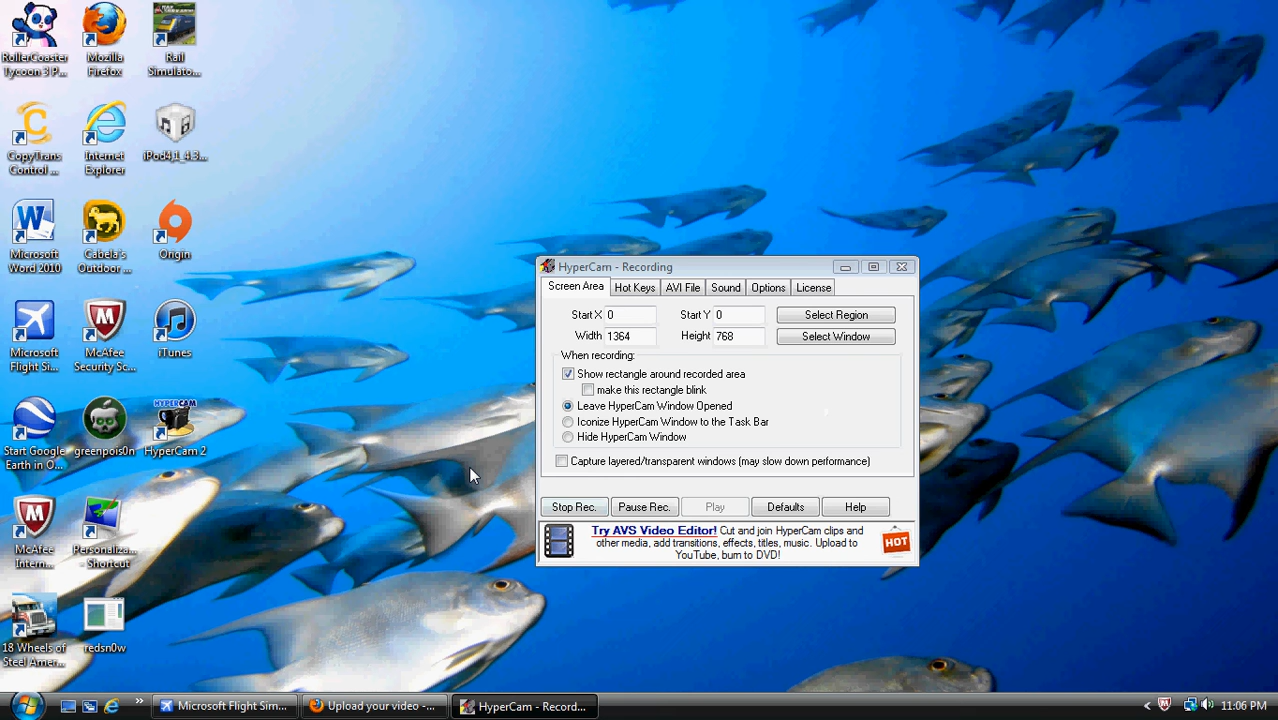 RollerCoaster
Tycoon 3 P...
Mozilla
Firefox
Rail
Simulato...
CopyTrans
Control ...
Internet
Explorer
iPod4,1_4.3...
Microsoft
Word 2010
Cabela's
Outdoor ...
Origin
Microsoft
Flight Si...
McAfee
Security Sc...
iTunes
Start Google
Earth in O...
greenpois0n
HYPERCAM
HyperCam 2
McAfee
Intern...
Personaliza...
- Shortcut
18 Wheels of
Steel Amer...
redsn0w
HyperCam - Recording
Screen Area
Hot Keys
AVI File
Sound
Options
License
Start X 0
Start Y 0
Select Region
Width 1364
Height 768
Select Window
When recording:
Show rectangle around recorded area
make this rectangle blink
Leave HyperCam Window Opened
Iconize HyperCam Window to the Task Bar
Hide HyperCam Window
Capture layered/transparent windows (may slow down performance)
Stop Rec.
Pause Rec.
Play
Defaults
Help
Try AVS Video Editor! Cut and join HyperCam clips and
other media, add transitions, effects, titles, music. Upload to
YouTube, burn to DVD!
HOT
Microsoft Flight Sim...
Upload your video -...
HyperCam - Record...
11:06 PM